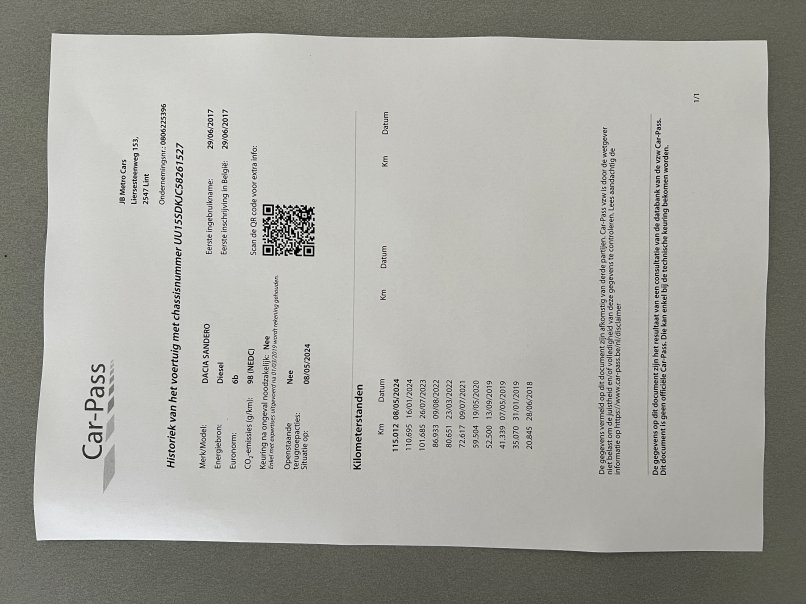 Car-Pass
JB Metro Cars
Liersesteenweg 153,
2547 Lint
Ondernemingsnr.: 0806225396
Historiek van het voertuig met chassisnummer UU15SDKJC58261527
Merk/Model: DACIA SANDERO
Energiebron: Diesel
Euronorm: 6b
CO2-emissies (g/km): 98 (NEDC)
Keuring na ongeval noodzakelijk: Nee
Enkel met expertises uitgevoerd na 01/03/2019 wordt rekening gehouden.
Openstaande
terugroepacties: Nee
Situatie op: 08/05/2024
Eerste ingebruikname: 29/06/2017
Eerste inschrijving in België: 29/06/2017
Scan de QR code voor extra info:
Kilometerstanden
Km Datum Km Datum Km Datum
115.012 08/05/2024
110.695 16/01/2024
101.685 26/07/2023
86.933 09/08/2022
80.651 23/03/2022
72.617 09/07/2021
59.504 19/05/2020
52.500 13/09/2019
41.339 07/05/2019
35.070 31/01/2019
20.845 28/06/2018
De gegevens vermeld op dit document zijn afkomstig van derde partijen. Car-Pass vzw is door de wetgever
niet belast om de juistheid en/of volledigheid van deze gegevens te controleren. Lees aandachtig de
informatie op https://www.car-pass.be/nl/disclaimer
De gegevens op dit document zijn het resultaat van een consultatie van de databank van de vzw Car-Pass.
Dit document is geen officiële Car-Pass. Die kan enkel bij de technische keuring bekomen worden.
1/1